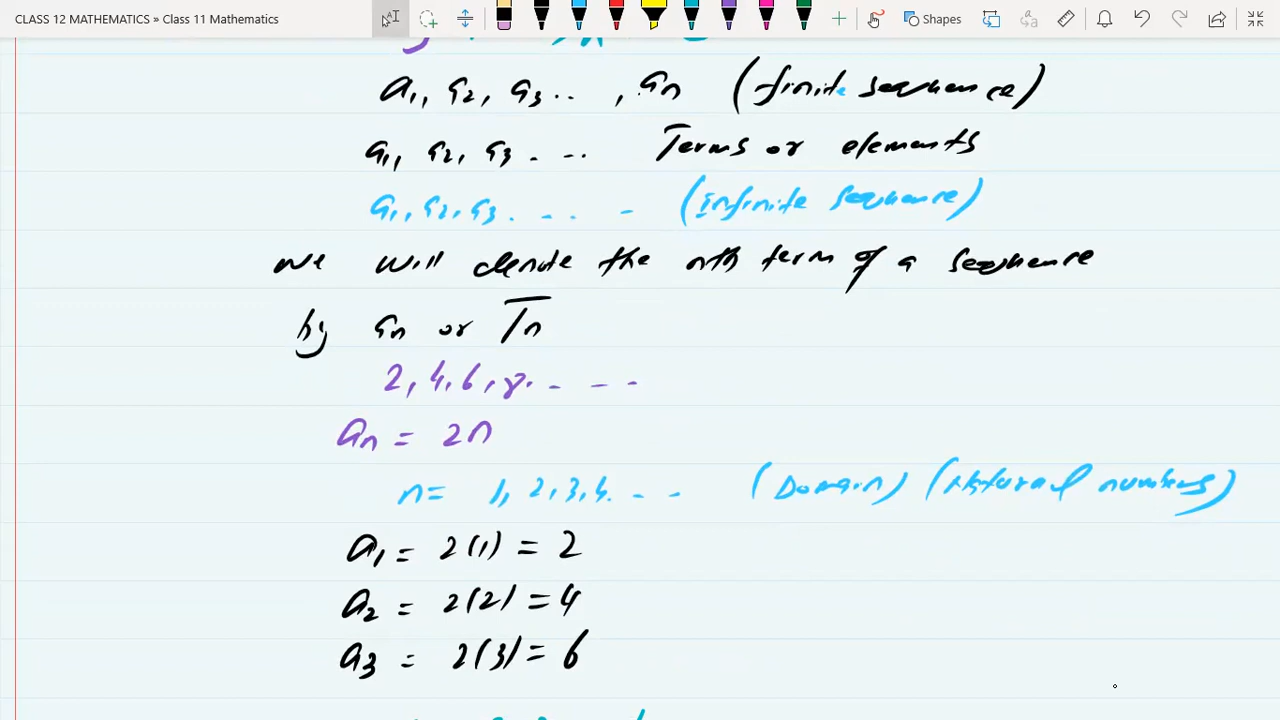 CLASS 12 MATHEMATICS » Class 11 Mathematics
Shapes
a₁, a₂, a₃ .. , an (finite sequence)
a₁, a₂, a₃ . .. Terms or elements
a₁, a₂, a₃ . .. . - (Infinite sequence)
we will denote the nth term of a sequence
by an or Tn
2, 4, 6, 8. - - -
an = 2n
n = 1, 2, 3, 4. - - (Domain) (Natural numbers)
a₁ = 2(1) = 2
a₂ = 2(2) = 4
a₃ = 2(3) = 6